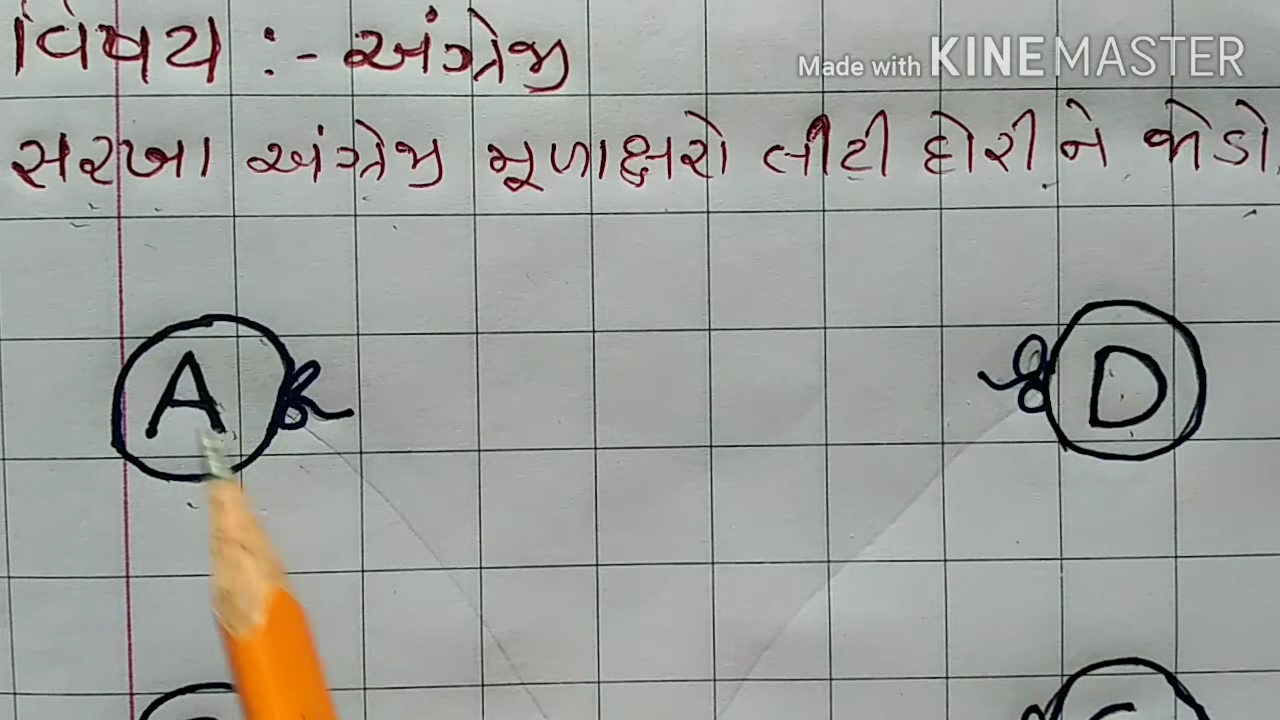 વિષય :- અંગ્રેજી
Made with KINEMASTER
સરખા અંગ્રેજી મૂળાક્ષરો લીટી દોરીને જોડો.
A
D